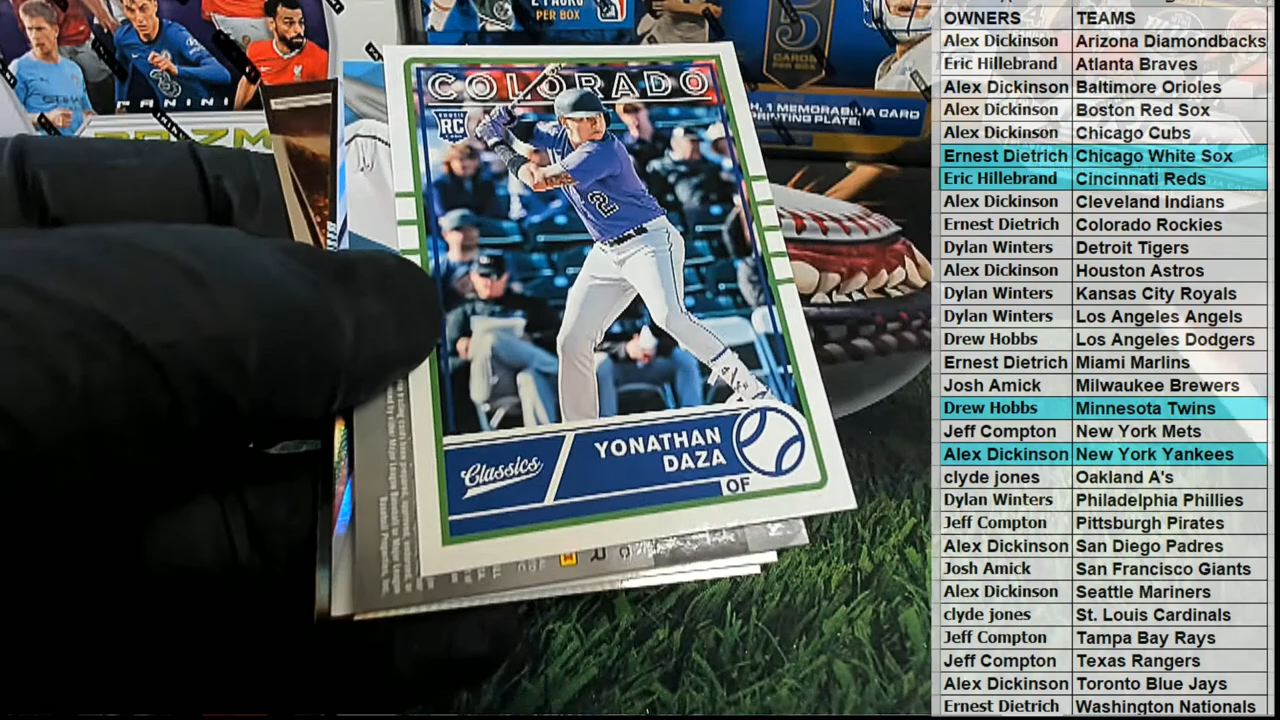 PER BOX
5
CARDS
PER BOX
H, 1 MEMORABILIA CARD
PRINTING PLATE!
PANINI
PRIZM
COLORADO
RC
2
Classics
YONATHAN
DAZA
OF
OWNERS TEAMS
Alex Dickinson Arizona Diamondbacks
Eric Hillebrand Atlanta Braves
Alex Dickinson Baltimore Orioles
Alex Dickinson Boston Red Sox
Alex Dickinson Chicago Cubs
Ernest Dietrich Chicago White Sox
Eric Hillebrand Cincinnati Reds
Alex Dickinson Cleveland Indians
Ernest Dietrich Colorado Rockies
Dylan Winters Detroit Tigers
Alex Dickinson Houston Astros
Dylan Winters Kansas City Royals
Dylan Winters Los Angeles Angels
Drew Hobbs Los Angeles Dodgers
Ernest Dietrich Miami Marlins
Josh Amick Milwaukee Brewers
Drew Hobbs Minnesota Twins
Jeff Compton New York Mets
Alex Dickinson New York Yankees
clyde jones Oakland A's
Dylan Winters Philadelphia Phillies
Jeff Compton Pittsburgh Pirates
Alex Dickinson San Diego Padres
Josh Amick San Francisco Giants
Alex Dickinson Seattle Mariners
clyde jones St. Louis Cardinals
Jeff Compton Tampa Bay Rays
Jeff Compton Texas Rangers
Alex Dickinson Toronto Blue Jays
Ernest Dietrich Washington Nationals